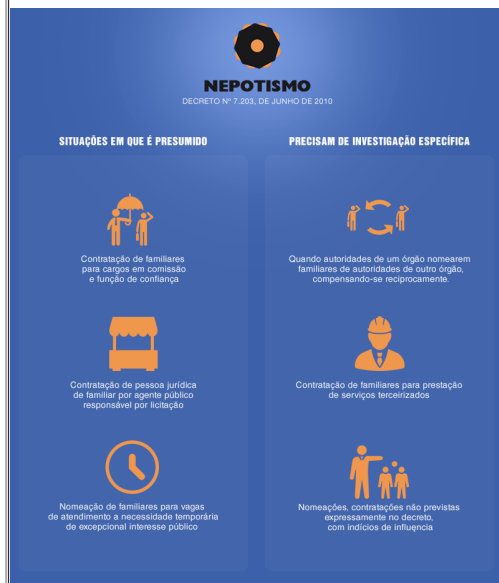 NEPOTISMO
DECRETO Nº 7.203, DE JUNHO DE 2010
SITUAÇÕES EM QUE É PRESUMIDO
Contratação de familiares
para cargos em comissão
e função de confiança
Contratação de pessoa jurídica
de familiar por agente público
responsável por licitação
Nomeação de familiares para vagas
de atendimento a necessidade temporária
de excepcional interesse público
PRECISAM DE INVESTIGAÇÃO ESPECÍFICA
Quando autoridades de um órgão nomearem
familiares de autoridades de outro órgão,
compensando-se reciprocamente.
Contratação de familiares para prestação
de serviços terceirizados
Nomeações, contratações não previstas
expressamente no decreto,
com indícios de influência